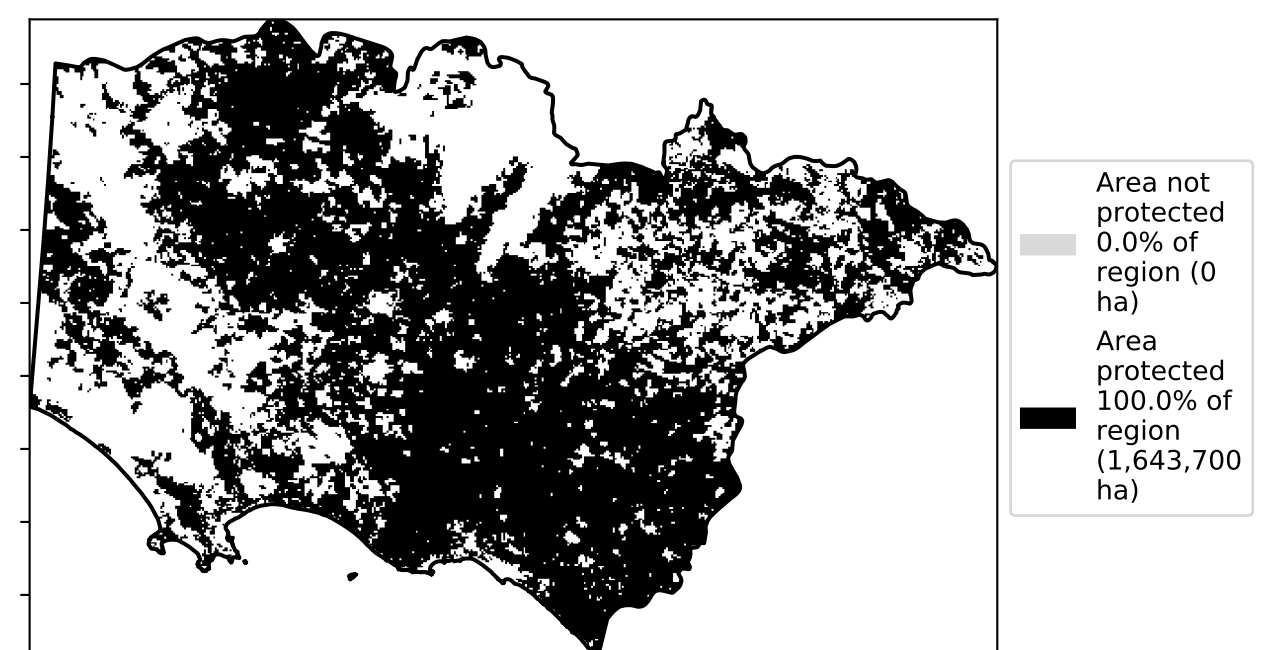 Area not
protected
0.0% of
region (0
ha)
Area
protected
100.0% of
region
(1,643,700
ha)